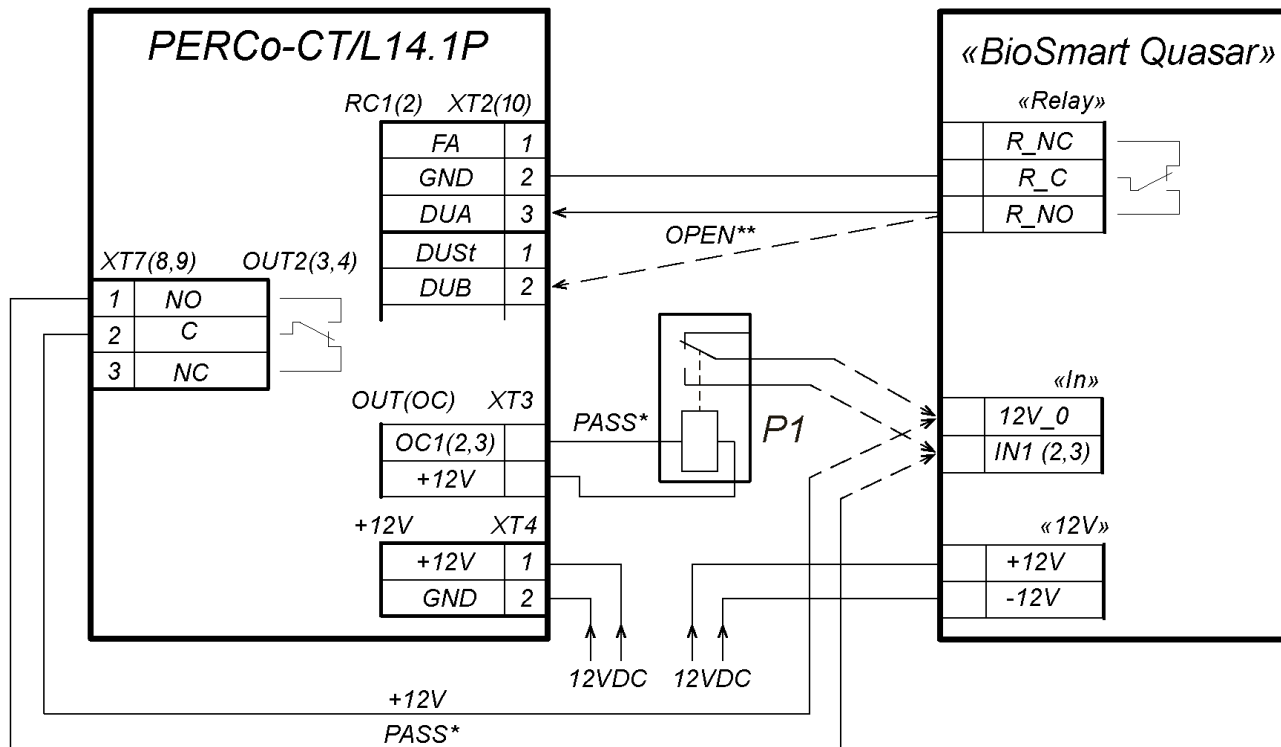 PERCo-CT/L14.1P
RC1(2) XT2(10)
FA 1
GND 2
DUA 3
DUSt 1
DUB 2
XT7(8,9) OUT2(3,4)
1 NO
2 C
3 NC
OUT(OC) XT3
OC1(2,3)
+12V
+12V XT4
+12V 1
GND 2
OPEN**
PASS*
P1
12VDC 12VDC
+12V
PASS*
«BioSmart Quasar»
«Relay»
R_NC
R_C
R_NO
«In»
12V_0
IN1 (2,3)
«12V»
+12V
-12V